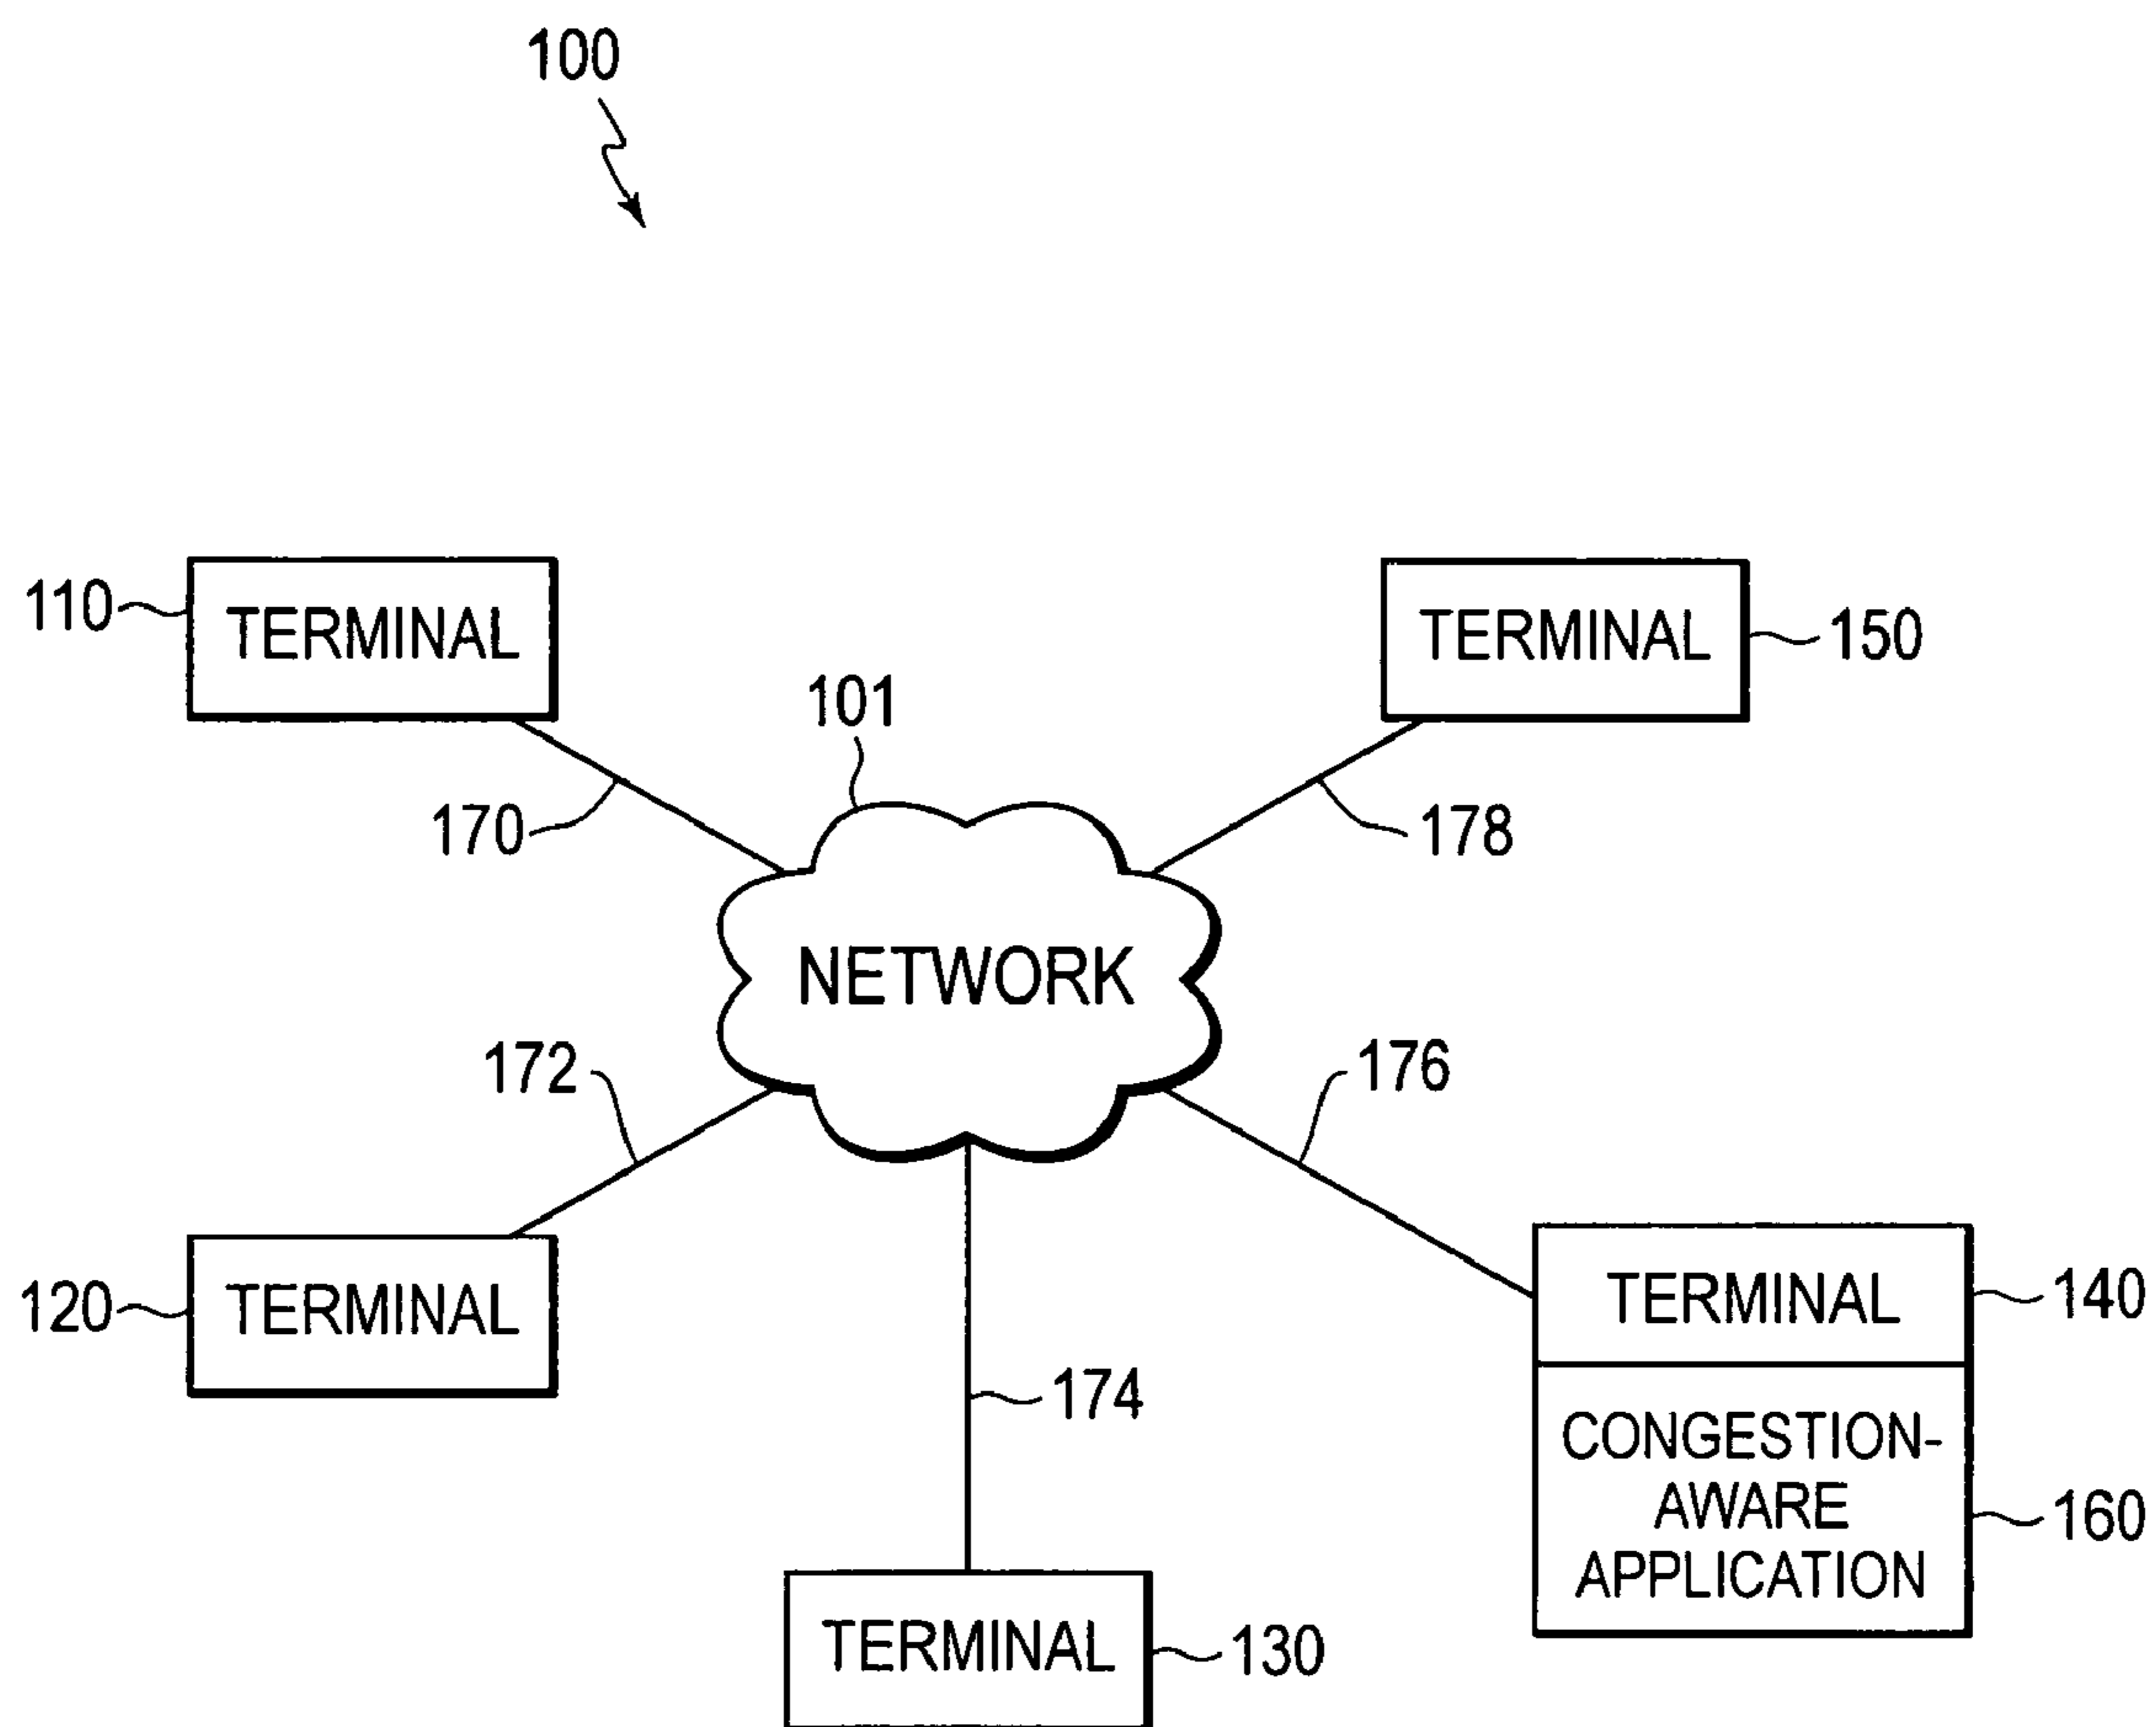 100
110
TERMINAL
TERMINAL
150
101
170
178
NETWORK
172
176
120
TERMINAL
TERMINAL
140
174
CONGESTION-
AWARE
APPLICATION
160
TERMINAL
130